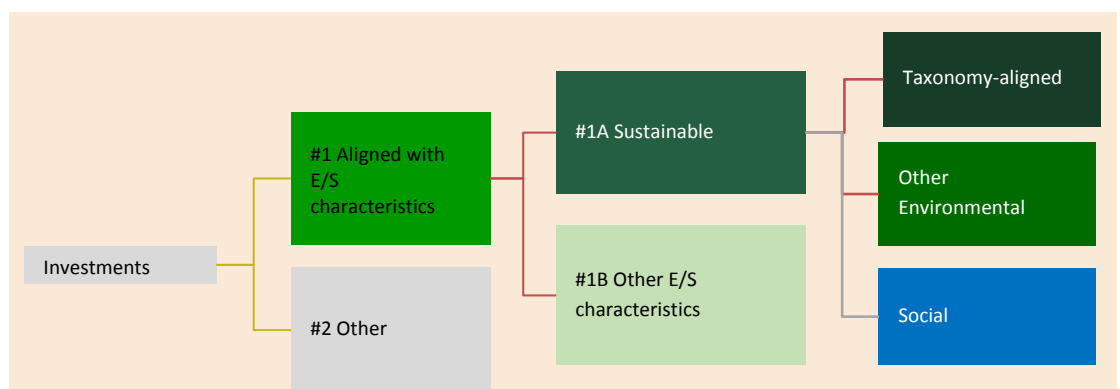 Investments
#1 Aligned with
E/S
characteristics
#2 Other
#1A Sustainable
#1B Other E/S
characteristics
Taxonomy-aligned
Other
Environmental
Social